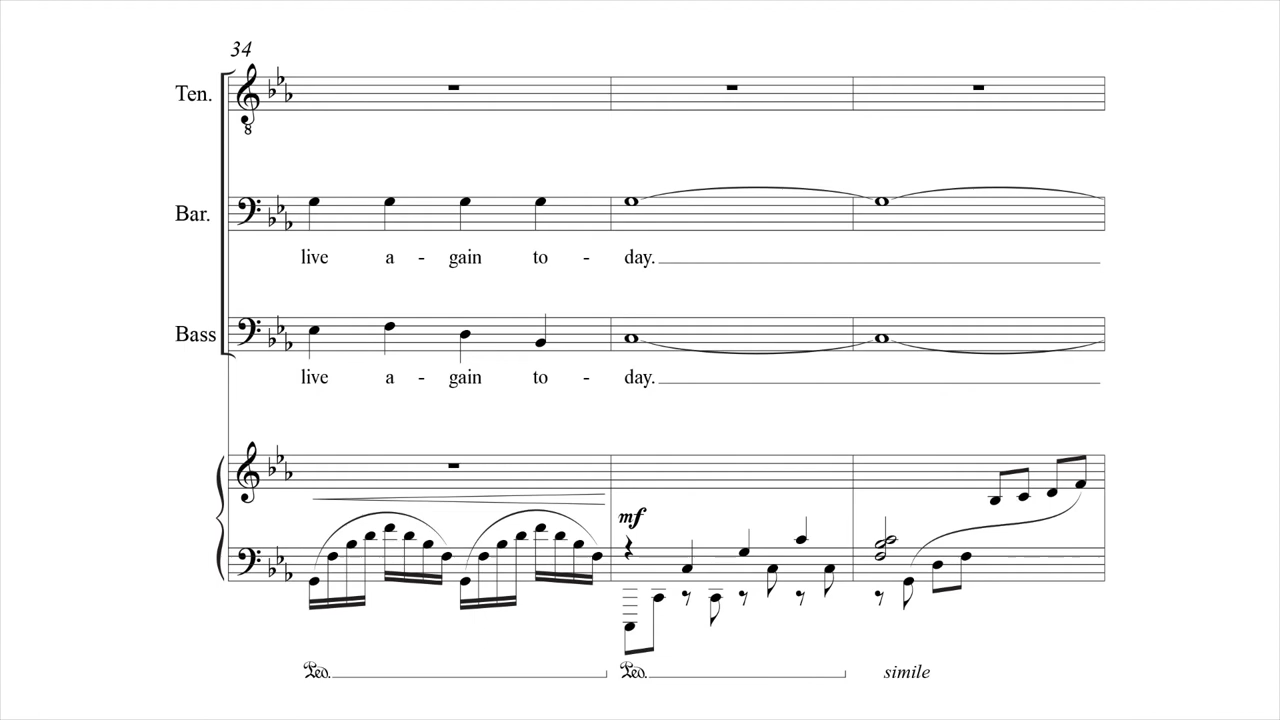 34
Ten.
8
Bar.
live a - gain to - day.
Bass
live a - gain to - day.
mf
Ped. Ped. simile